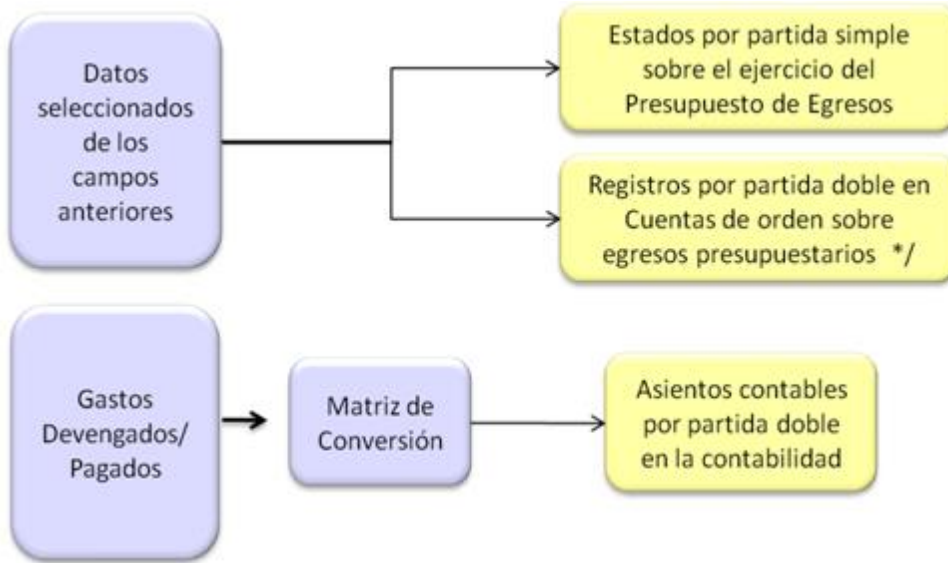 Datos
seleccionados
de los
campos
anteriores
Estados por partida simple
sobre el ejercicio del
Presupuesto de Egresos
Registros por partida doble en
Cuentas de orden sobre
egresos presupuestarios */
Gastos
Devengados/
Pagados
Matriz de
Conversión
Asientos contables
por partida doble
en la contabilidad